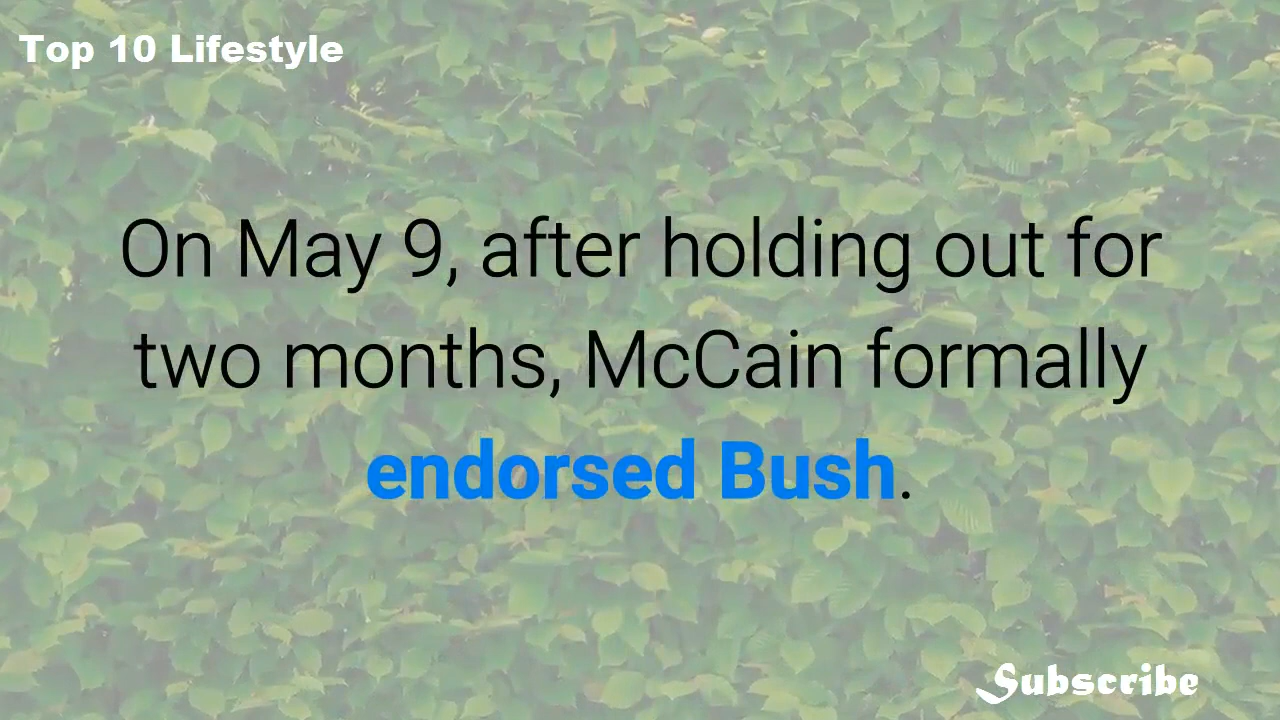 Top 10 Lifestyle
On May 9, after holding out for
two months, McCain formally
endorsed Bush.
Subscribe